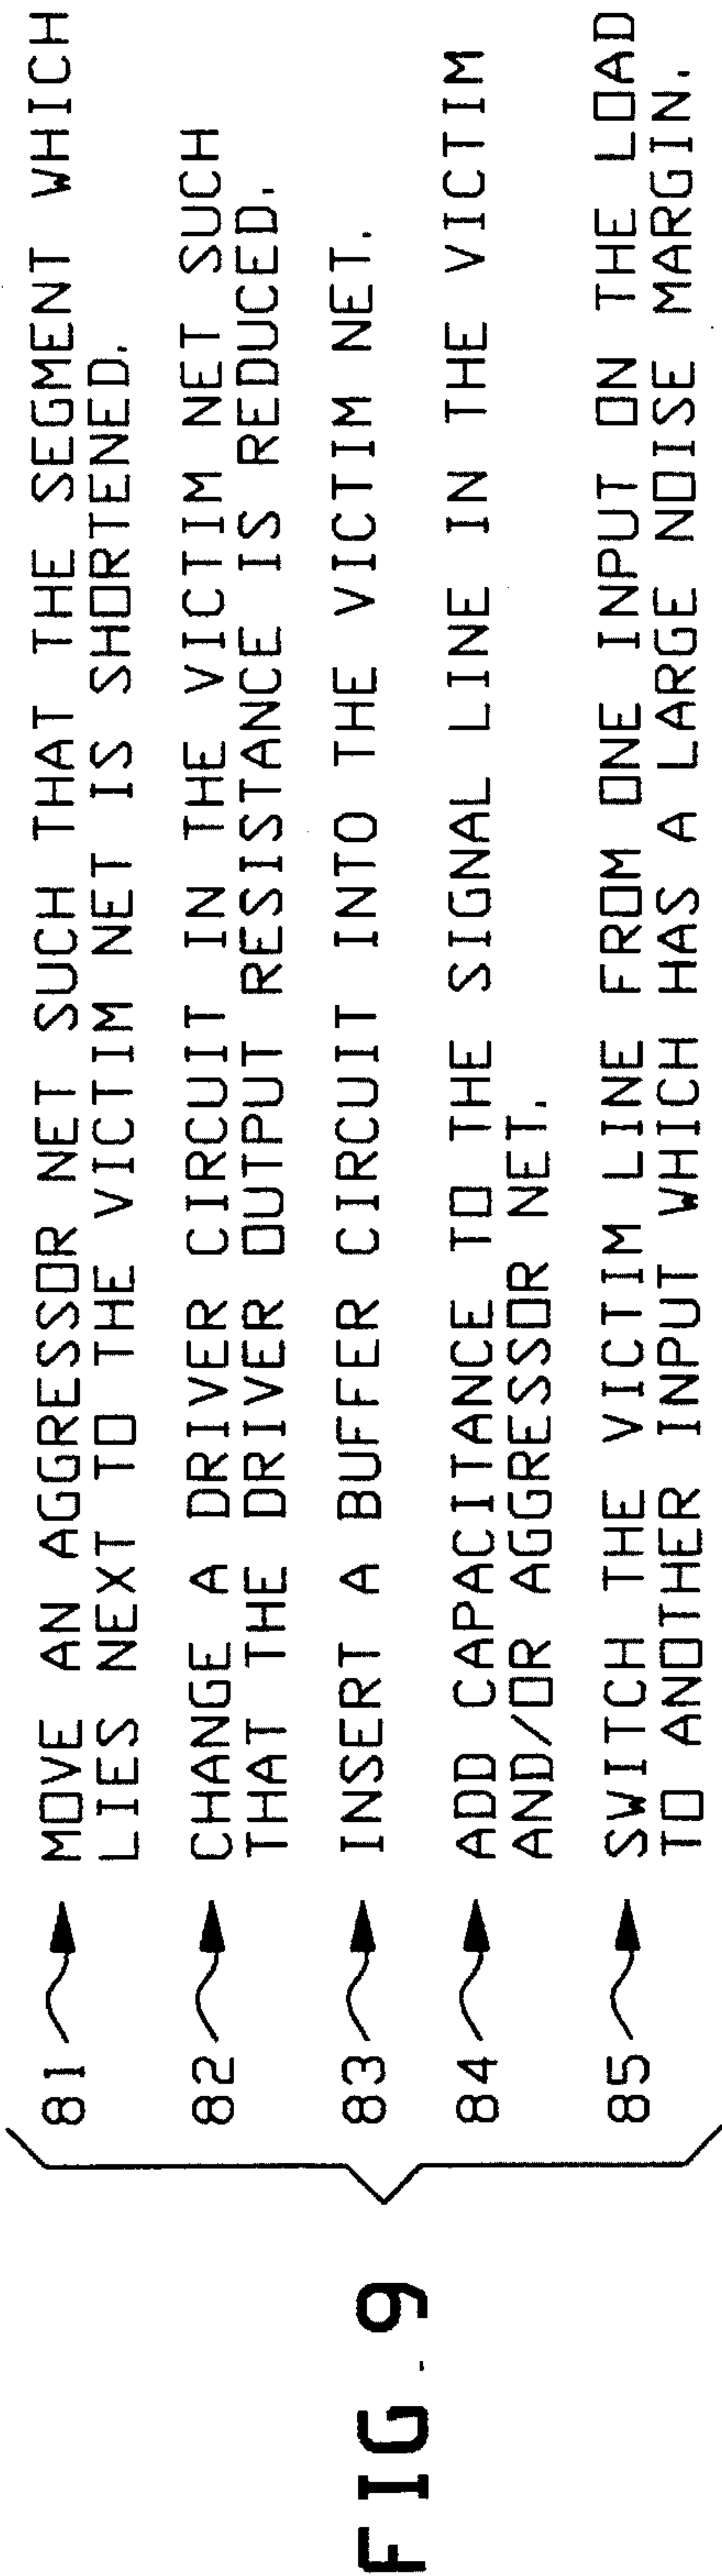 81 MOVE AN AGGRESSOR NET SUCH THAT THE SEGMENT WHICH
LIES NEXT TO THE VICTIM NET IS SHORTENED.
82 CHANGE A DRIVER CIRCUIT IN THE VICTIM NET SUCH
THAT THE DRIVER OUTPUT RESISTANCE IS REDUCED.
83 INSERT A BUFFER CIRCUIT INTO THE VICTIM NET.
84 ADD CAPACITANCE TO THE SIGNAL LINE IN THE VICTIM
AND/OR AGGRESSOR NET.
85 SWITCH THE VICTIM LINE FROM ONE INPUT ON THE LOAD
TO ANOTHER INPUT WHICH HAS A LARGE NOISE MARGIN.
FIG. 9